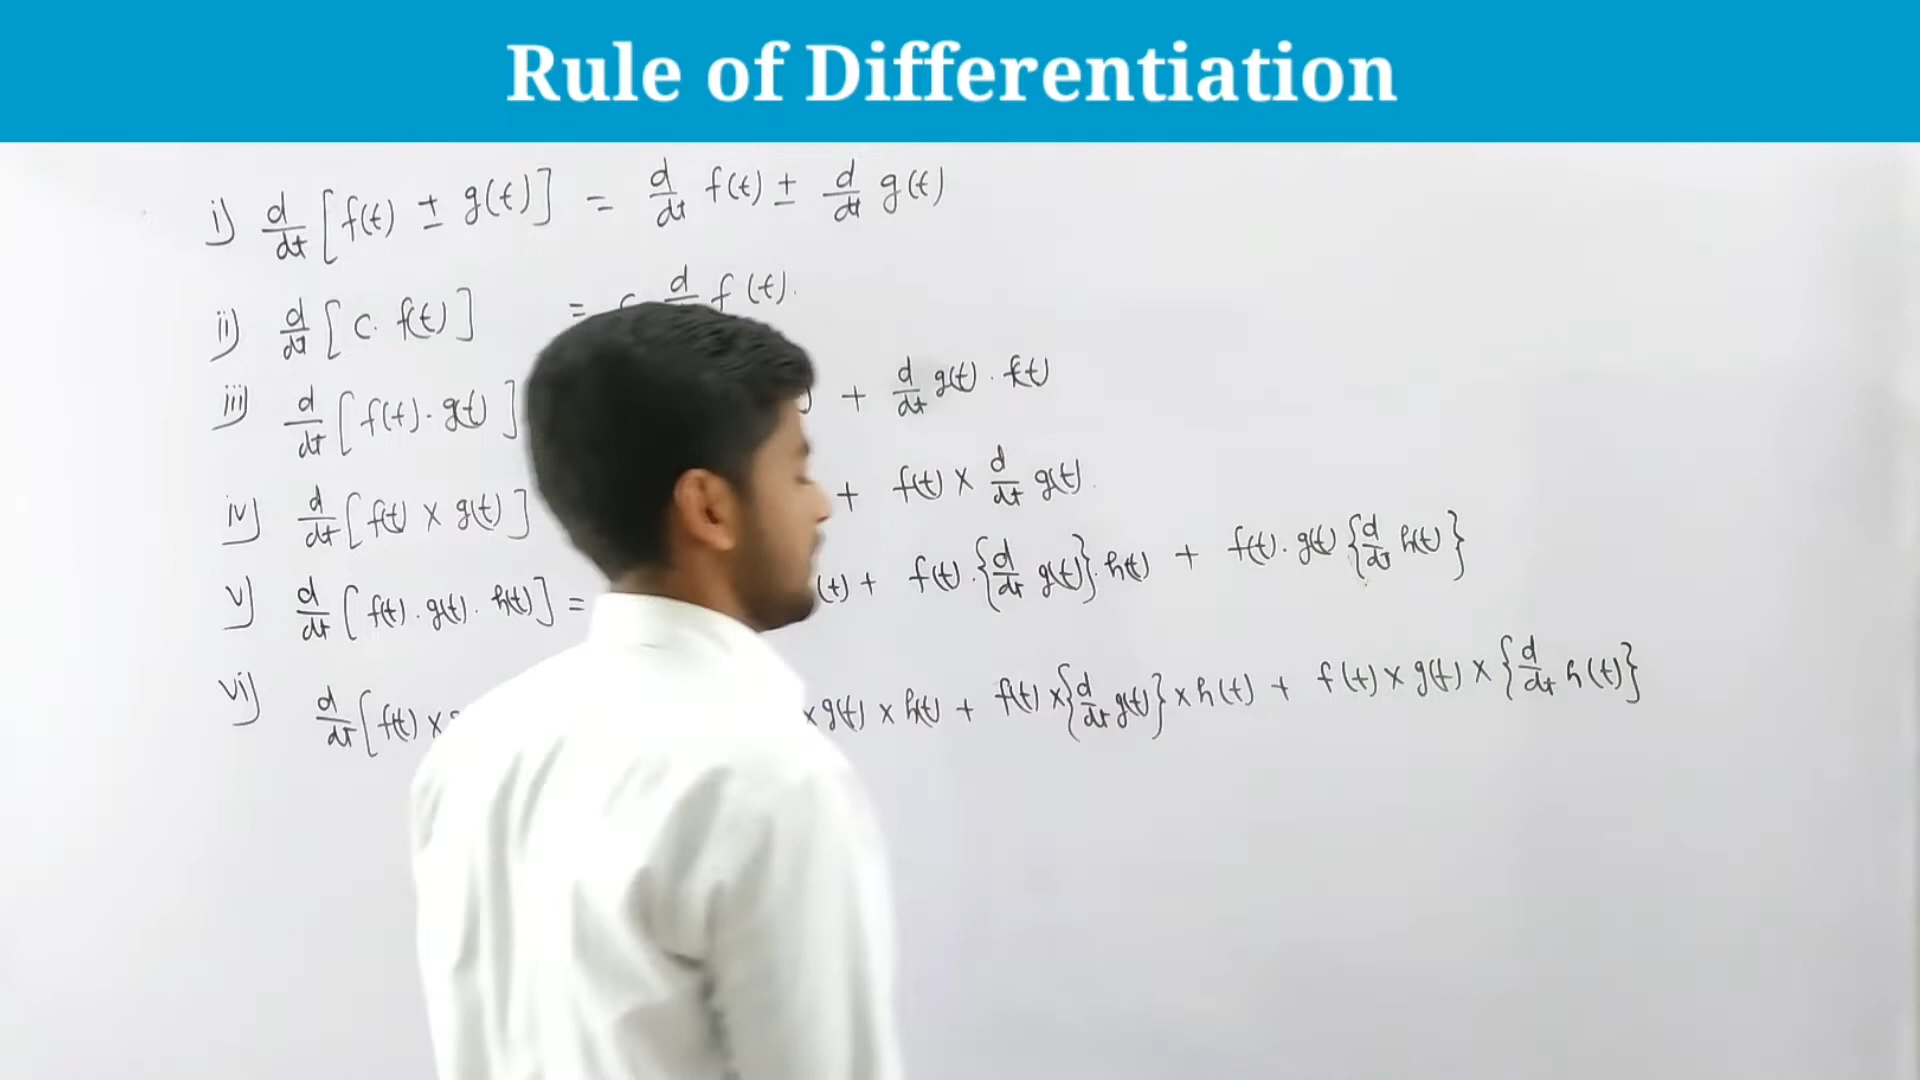 Rule of Differentiation
i) d/dt [f(t) ± g(t)] = d/dt f(t) ± d/dt g(t)
ii) d/dt [c. f(t)] = d f(t).
iii) d/dt [f(t). g(t)] + d/dt g(t) . f(t)
iv) d/dt [f(t) × g(t)] + f(t) × d/dt g(t).
v) d/dt [f(t). g(t). h(t)] = (t) + f(t) . {d/dt g(t)}. h(t) + f(t). g(t) {d/dt h(t)}
vi) d/dt [f(t) × × g(t) × h(t) + f(t) × {d/dt g(t)} × h(t) + f(t) × g(t) × {d/dt h(t)}